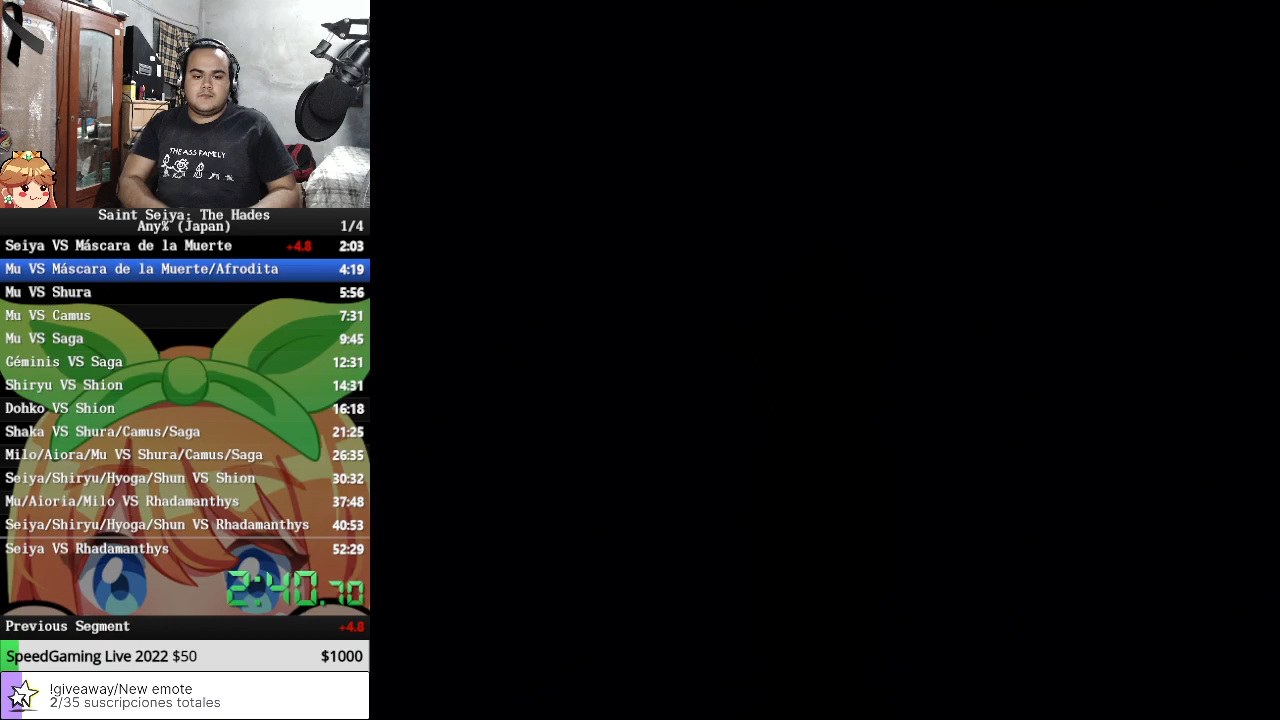 THE ASS FAMILY
Saint Seiya: The Hades
Any% (Japan) 1/4
Seiya VS Máscara de la Muerte +4.8 2:03
Mu VS Máscara de la Muerte/Afrodita 4:19
Mu VS Shura 5:56
Mu VS Camus 7:31
Mu VS Saga 9:45
Géminis VS Saga 12:31
Shiryu VS Shion 14:31
Dohko VS Shion 16:18
Shaka VS Shura/Camus/Saga 21:25
Milo/Aiora/Mu VS Shura/Camus/Saga 26:35
Seiya/Shiryu/Hyoga/Shun VS Shion 30:32
Mu/Aioria/Milo VS Rhadamanthys 37:48
Seiya/Shiryu/Hyoga/Shun VS Rhadamanthys 40:53
Seiya VS Rhadamanthys 52:29
2:40.70
Previous Segment +4.8
SpeedGaming Live 2022 $50 $1000
!giveaway/New emote
2/35 suscripciones totales